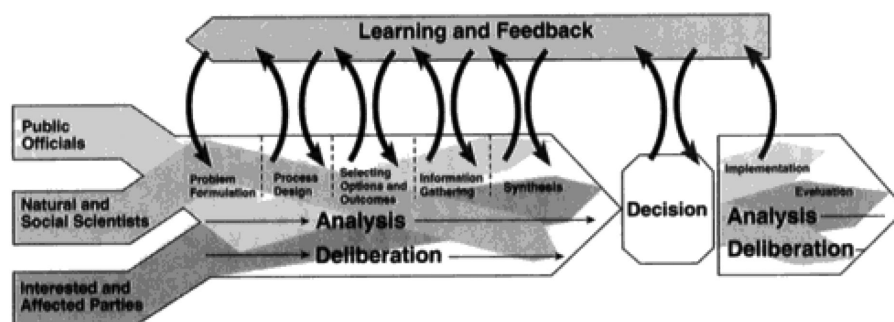 Learning and Feedback
Public
Officials
Natural and
Social Scientists
Interested and
Affected Parties
Problem
Formulation
Process
Design
Selecting
Options and
Outcomes
Information
Gathering
Synthesis
Analysis
Deliberation
Decision
Implementation
Evaluation
Analysis
Deliberation